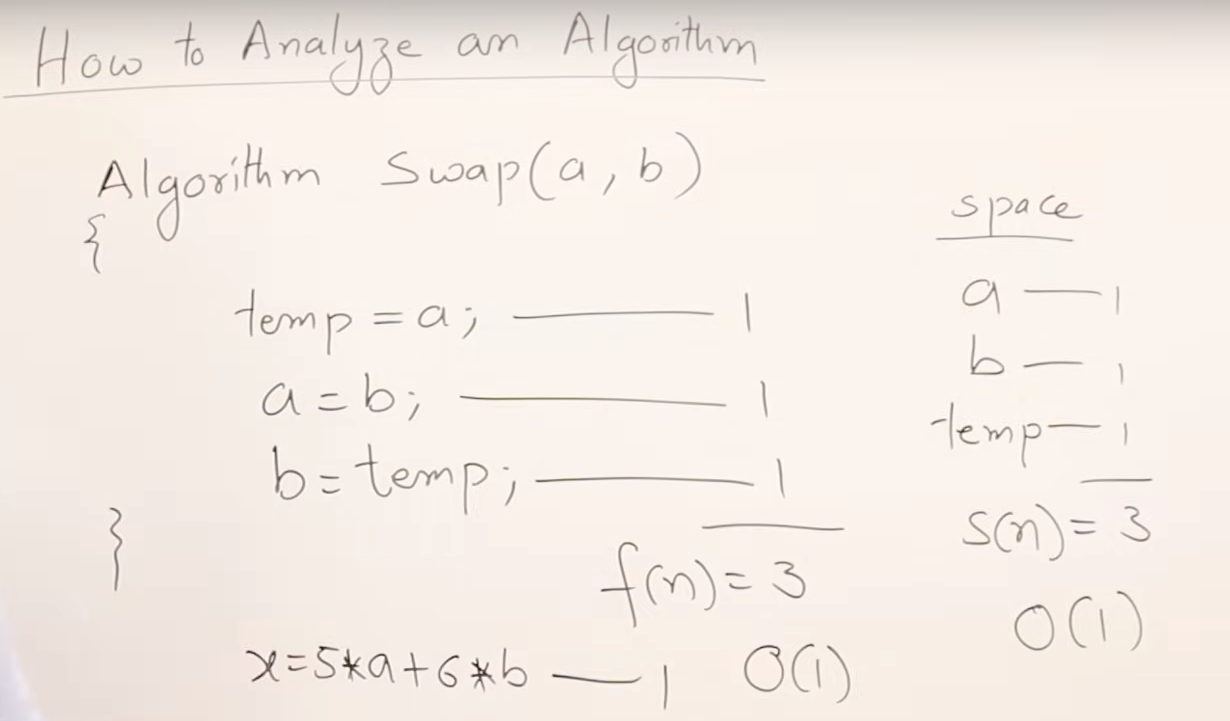 How to Analyze an Algorithm
Algorithm Swap(a, b)
{
temp = a; — 1
a = b; — 1
b = temp; — 1
}
f(n) = 3
x=5*a+6*b — 1 O(1)
space
a — 1
b — 1
temp — 1
S(n) = 3
O(1)